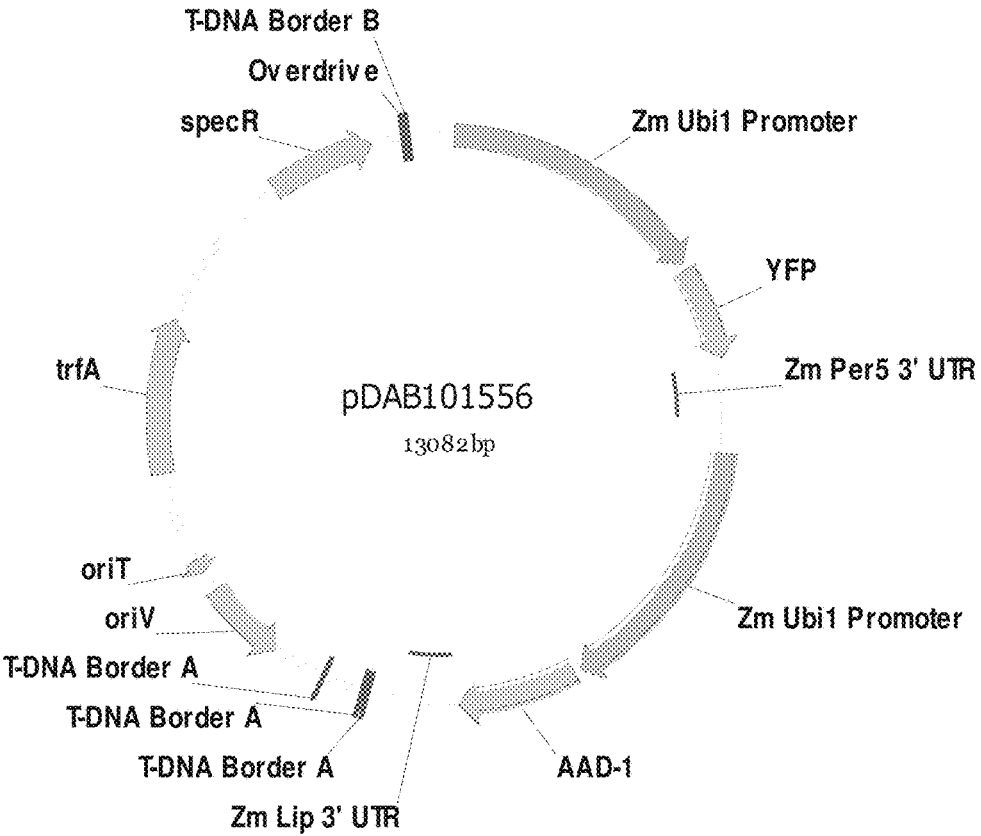 T-DNA Border B
Overdrive
specR
Zm Ubi1 Promoter
YFP
trfA
Zm Per5 3' UTR
pDAB101556
13082bp
oriT
oriV
Zm Ubi1 Promoter
T-DNA Border A
T-DNA Border A
T-DNA Border A
AAD-1
Zm Lip 3' UTR